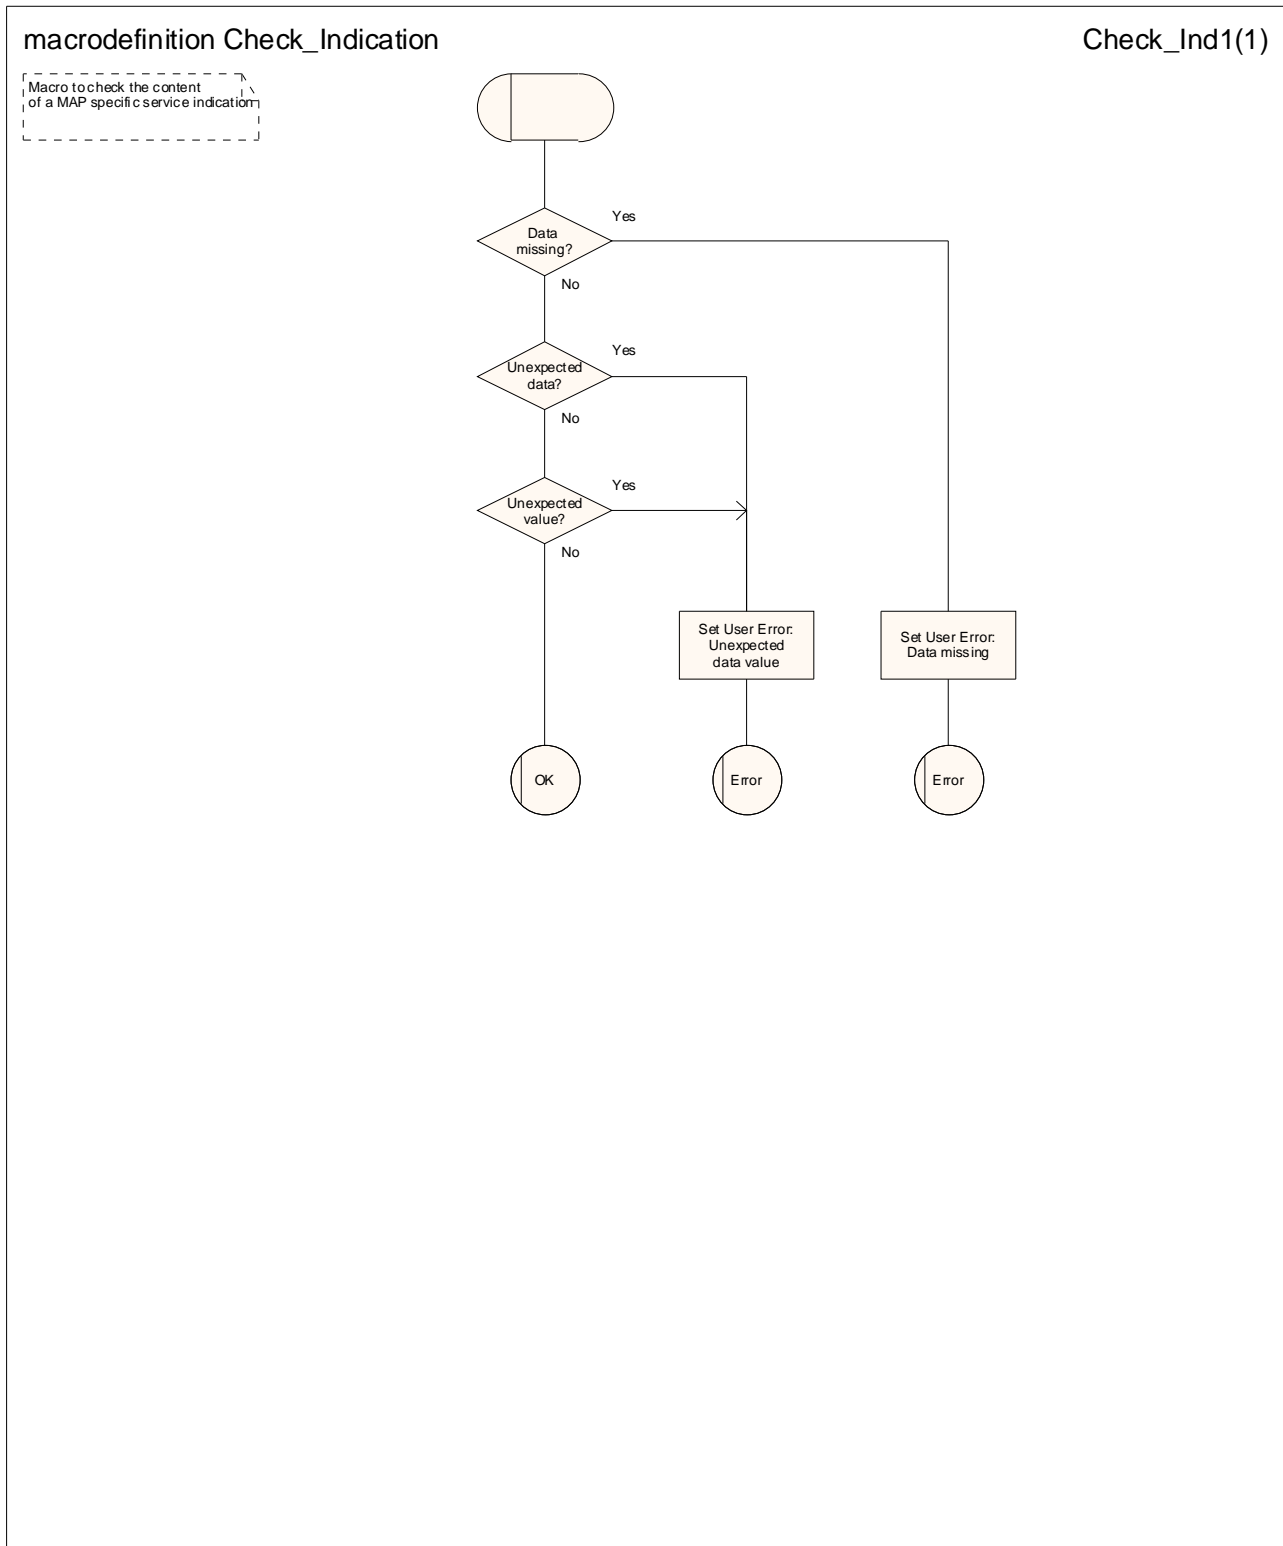 macrodefinition Check_Indication
Check_Ind1(1)
Macro to check the content
of a MAP specific service indication
Yes
Data
missing?
No
Yes
Unexpected
data?
No
Yes
Unexpected
value?
No
Set User Error:
Unexpected
data value
Set User Error:
Data missing
OK
Error
Error